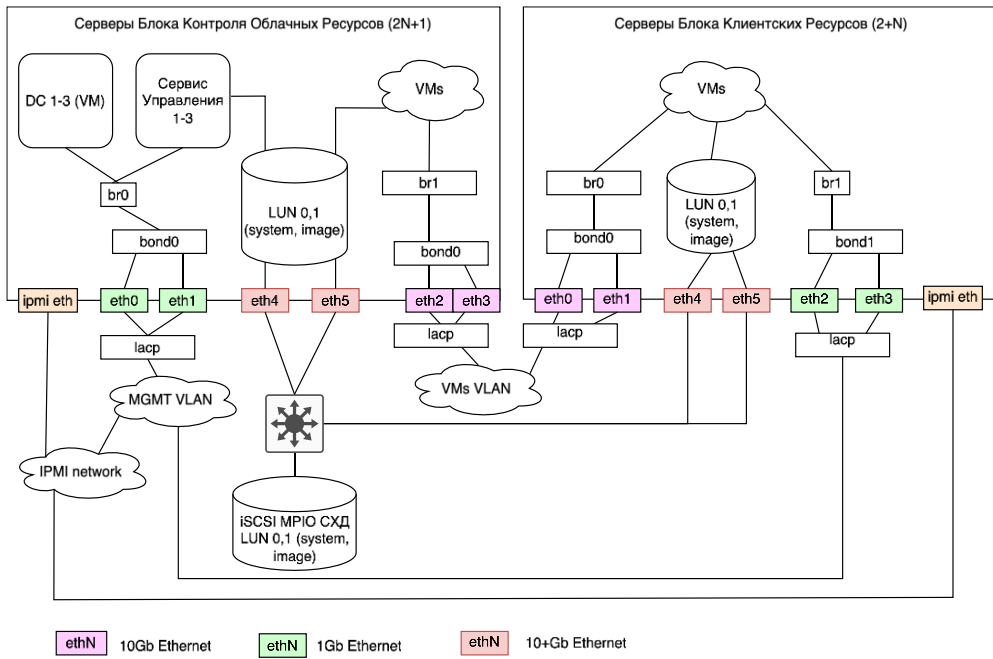 Серверы Блока Контроля Облачных Ресурсов (2N+1)
Серверы Блока Клиентских Ресурсов (2+N)
DC 1-3 (VM)
Сервис
Управления
1-3
VMs
VMs
br0
br1
br0
br1
LUN 0,1
(system, image)
LUN 0,1
(system,
image)
bond0
bond0
bond0
bond1
ipmi eth
eth0
eth1
eth4
eth5
eth2
eth3
eth0
eth1
eth4
eth5
eth2
eth3
ipmi eth
lacp
lacp
lacp
lacp
MGMT VLAN
VMs VLAN
IPMI network
iSCSI MPIO СХД
LUN 0,1 (system,
image)
ethN
10Gb Ethernet
ethN
1Gb Ethernet
ethN
10+Gb Ethernet